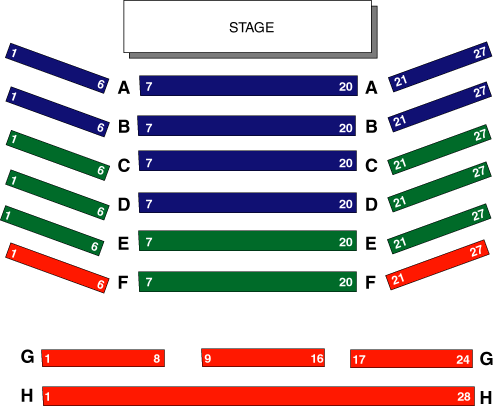 STAGE
1 6 A 7 20 A 21 27
1 6 B 7 20 B 21 27
1 6 C 7 20 C 21 27
1 6 D 7 20 D 21 27
1 6 E 7 20 E 21 27
1 6 F 7 20 F 21 27
G 1 8 9 16 17 24 G
H 1 28 H